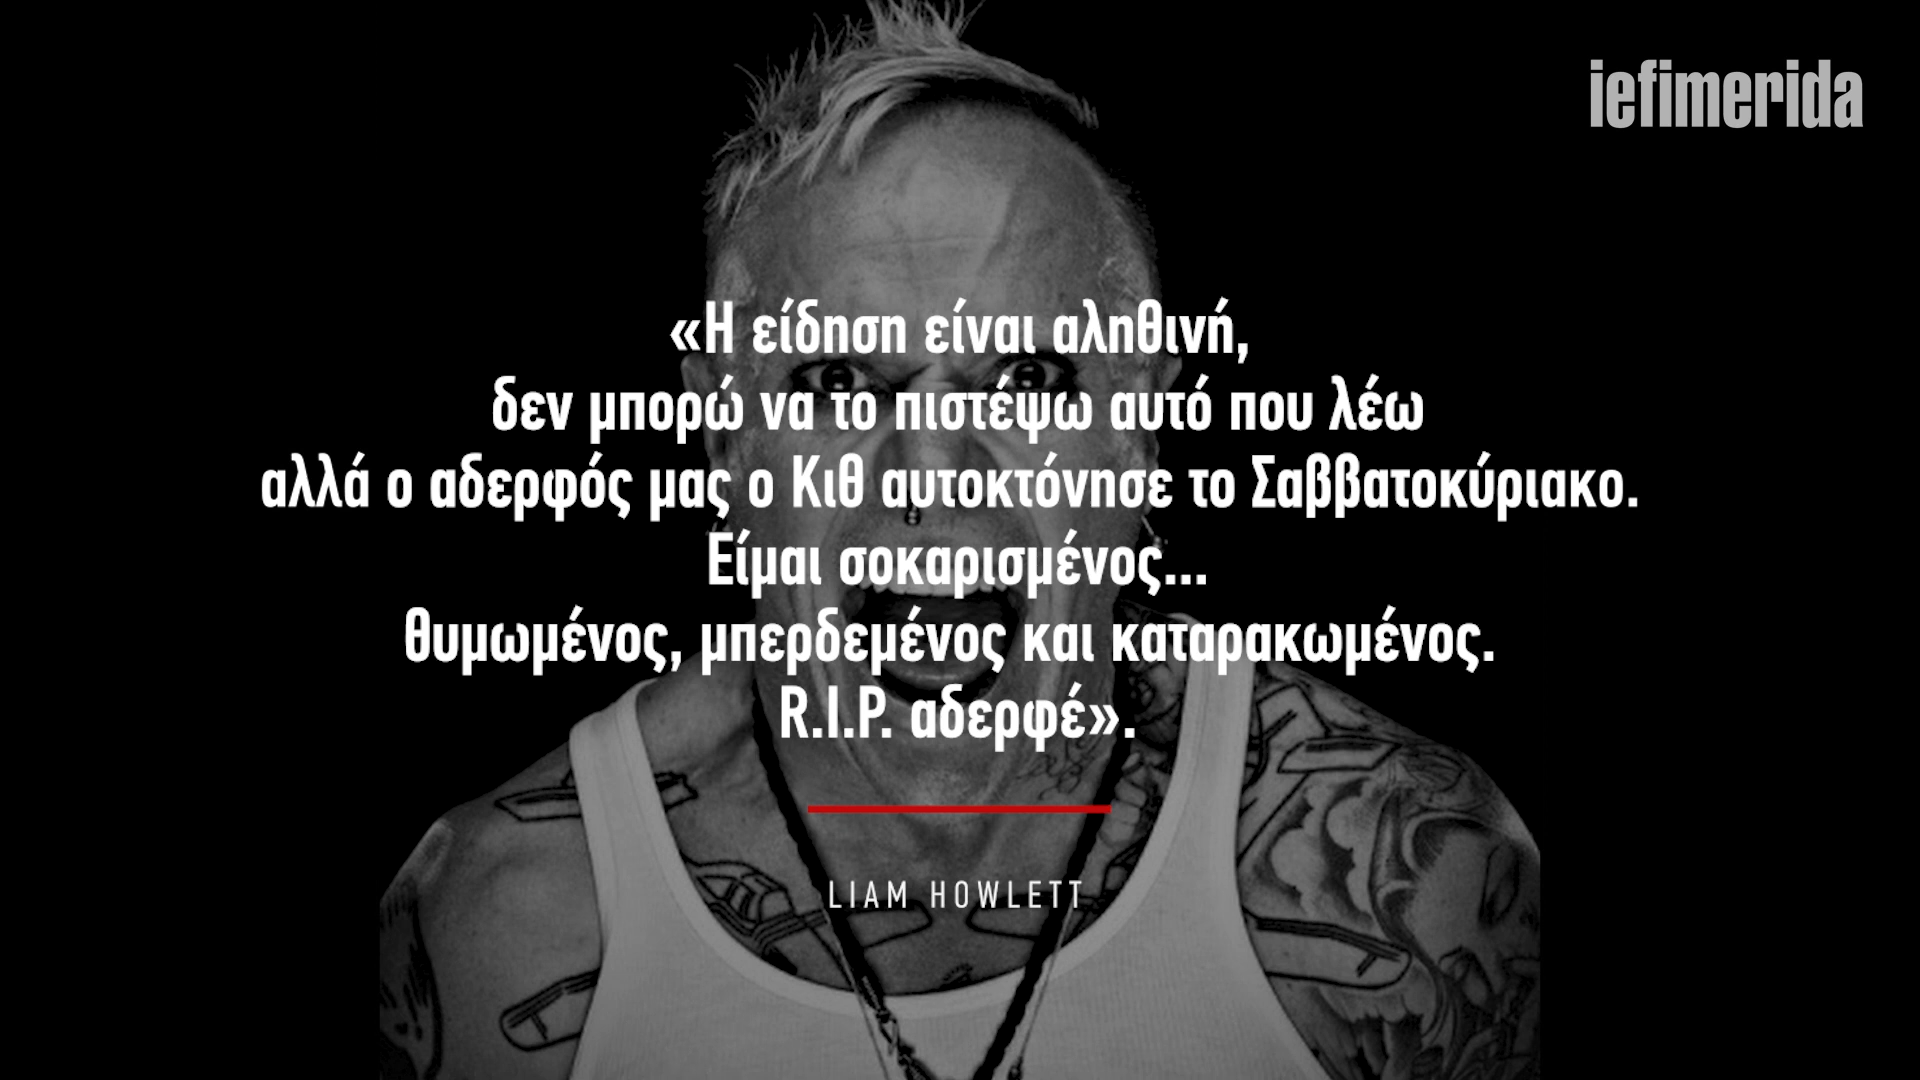 iefimerida
«Η είδηση είναι αληθινή,
δεν μπορώ να το πιστέψω αυτό που λέω
αλλά ο αδερφός μας ο Κιθ αυτοκτόνησε το Σαββατοκύριακο.
Είμαι σοκαρισμένος...
θυμωμένος, μπερδεμένος και καταρακωμένος.
R.I.P. αδερφέ».
LIAM HOWLETT